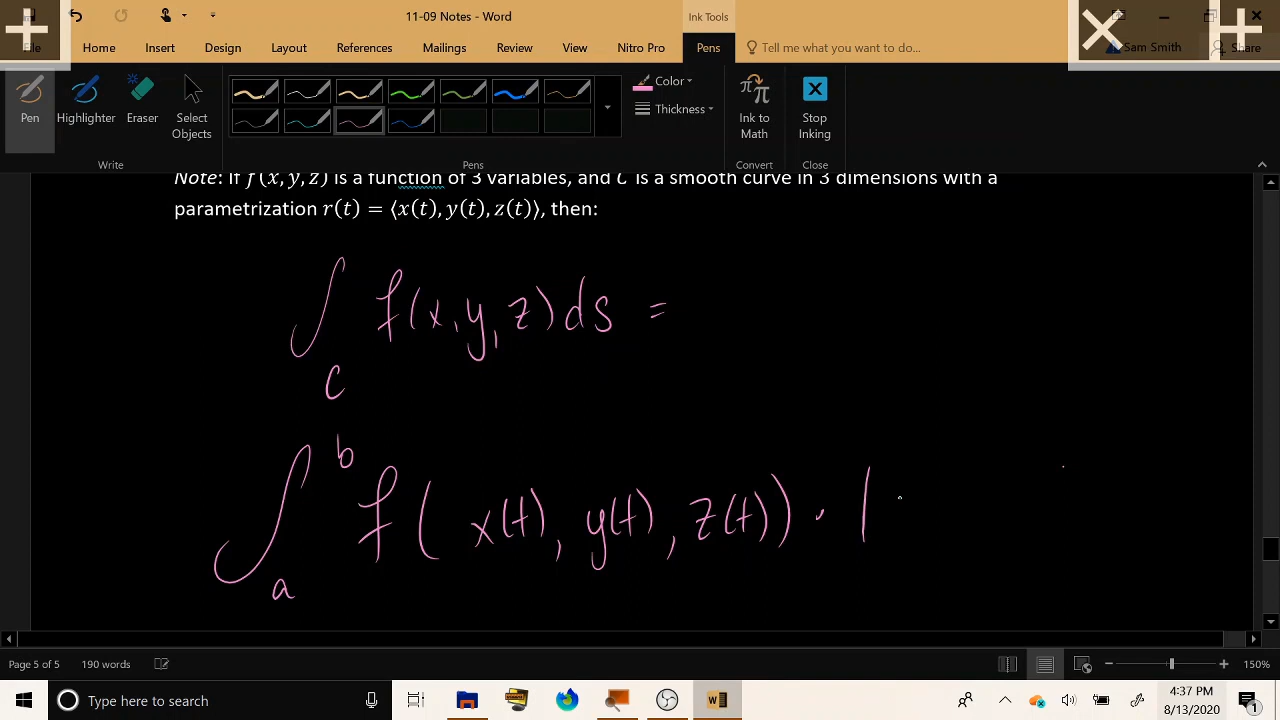 11-09 Notes - Word
Ink Tools
Sam Smith
File Home Insert Design Layout References Mailings Review View Nitro Pro Pens Tell me what you want to do... Share
Pen Highlighter Eraser Select Objects
Color
Thickness
Ink to Math
Stop Inking
Write Pens Convert Close
Note: If f(x, y, z) is a function of 3 variables, and C is a smooth curve in 3 dimensions with a
parametrization r(t) = ⟨x(t), y(t), z(t)⟩, then:
∫_C f(x, y, z) ds =
∫_a^b f( x(t), y(t), z(t)) · |
Page 5 of 5 190 words 150%
Type here to search
4:37 PM
8/13/2020
1